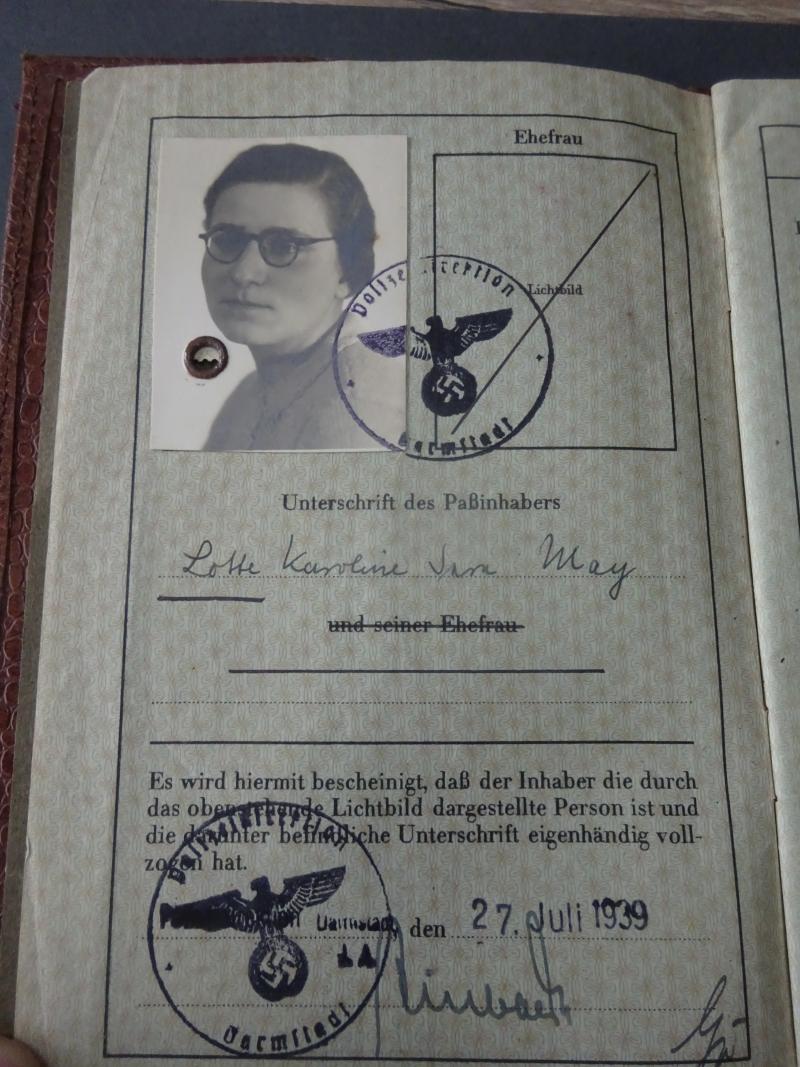 Ehefrau
Polizeidirektion
Lichtbild
Darmstadt
Unterschrift des Paßinhabers
Lotte Karoline Sara May
und seiner Ehefrau
Es wird hiermit bescheinigt, daß der Inhaber die durch
das obenstehende Lichtbild dargestellte Person ist und
die darunter befindliche Unterschrift eigenhändig voll-
zogen hat.
Polizeidirektion
Darmstadt, den 27. Juli 1939
Darmstadt